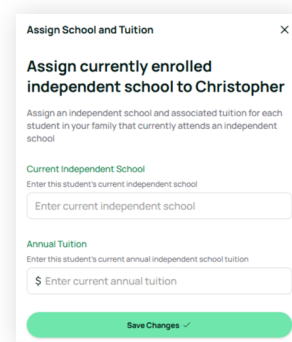 Assign School and Tuition
Assign currently enrolled
independent school to Christopher
Assign an independent school and associated tuition for each
student in your family that currently attends an independent
school
Current Independent School
Enter this student's current independent school
Enter current independent school
Annual Tuition
Enter this student's current annual independent school tuition
$ Enter current annual tuition
Save Changes ✓